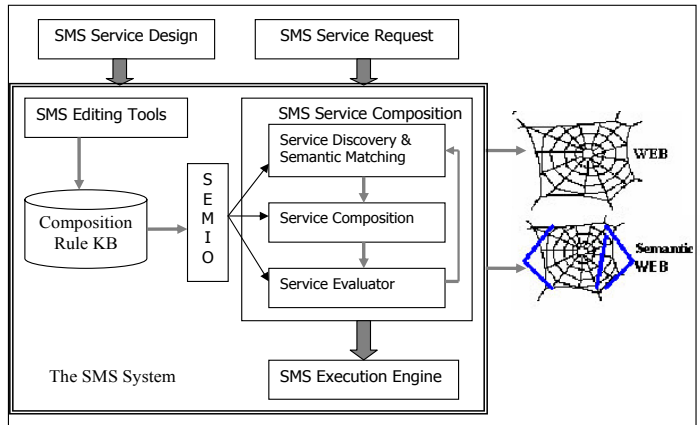 SMS Service Design
SMS Service Request
SMS Editing Tools
SMS Service Composition
Service Discovery &
Semantic Matching
WEB
S
E
M
I
O
Composition
Rule KB
Service Composition
Semantic
WEB
Service Evaluator
The SMS System
SMS Execution Engine